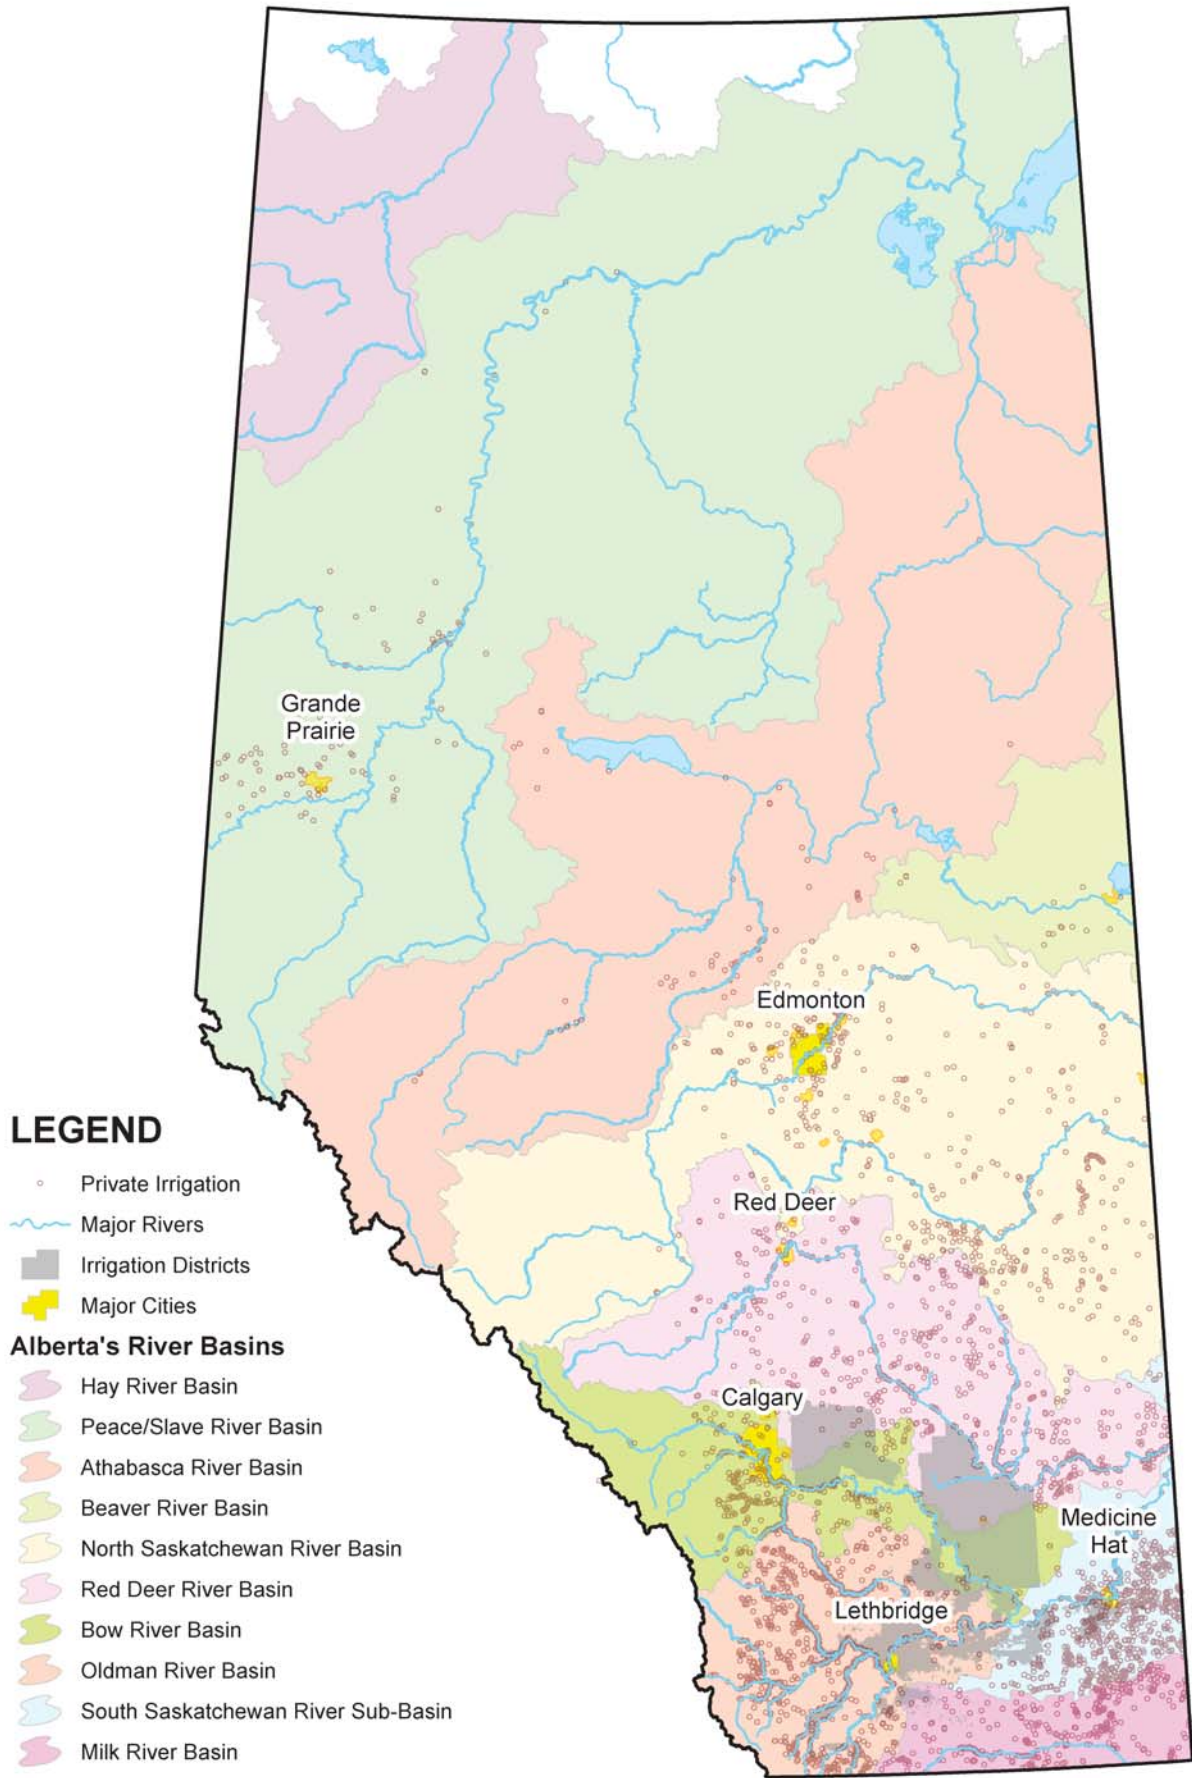 Grande
Prairie
Edmonton
Red Deer
Calgary
Medicine
Hat
Lethbridge
LEGEND
Private Irrigation
Major Rivers
Irrigation Districts
Major Cities
Alberta's River Basins
Hay River Basin
Peace/Slave River Basin
Athabasca River Basin
Beaver River Basin
North Saskatchewan River Basin
Red Deer River Basin
Bow River Basin
Oldman River Basin
South Saskatchewan River Sub-Basin
Milk River Basin